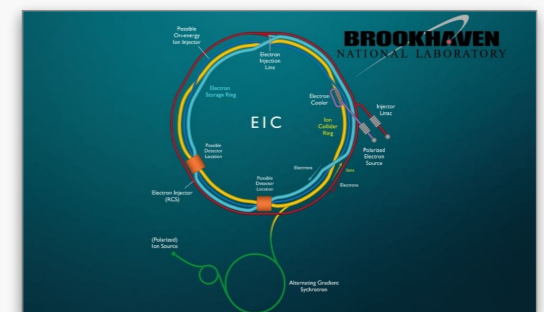 BROOKHAVEN
NATIONAL LABORATORY
Possible
On-energy
Ion Injector
Electron
Injection
Line
Electron
Storage Ring
Electron
Cooler
Injector
Linac
EIC
Ion
Collider
Ring
Possible
Detector
Location
Polarized
Electron
Source
Possible
Detector
Location
Electrons
Ions
Electrons
Electron Injector
(RCS)
(Polarized)
Ion Source
Alternating Gradient
Sychrotron